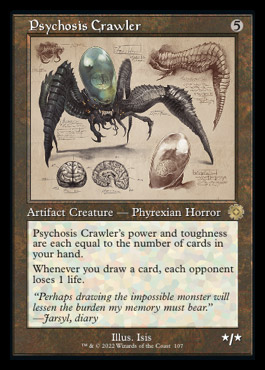 Psychosis Crawler 5
Artifact Creature — Phyrexian Horror
Psychosis Crawler's power and toughness
are each equal to the number of cards in
your hand.
Whenever you draw a card, each opponent
loses 1 life.
“Perhaps drawing the impossible monster will
lessen the burden my memory must bear.”
—Jarsyl, diary
Illus. Isis
™ & © 2022 Wizards of the Coast 107
*/*